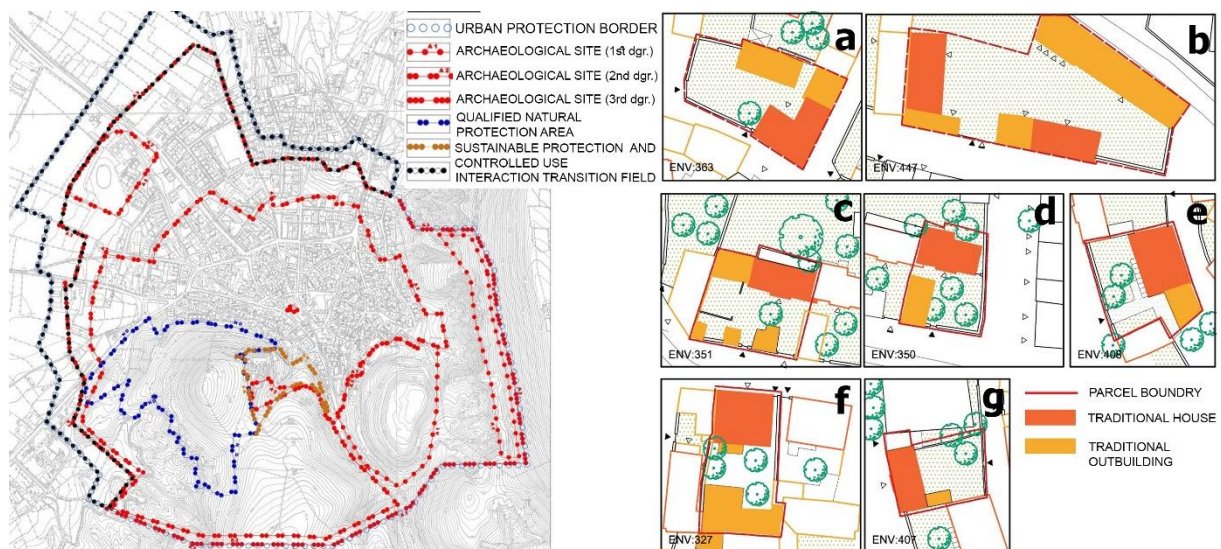 URBAN PROTECTION BORDER
ARCHAEOLOGICAL SITE (1st dgr.)
ARCHAEOLOGICAL SITE (2nd dgr.)
ARCHAEOLOGICAL SITE (3rd dgr.)
QUALIFIED NATURAL
PROTECTION AREA
SUSTAINABLE PROTECTION AND
CONTROLLED USE
INTERACTION TRANSITION FIELD
a
ENV:363
b
ENV:447
c
ENV:351
d
ENV:350
e
ENV:408
f
ENV:327
g
ENV:407
PARCEL BOUNDRY
TRADITIONAL HOUSE
TRADITIONAL
OUTBUILDING